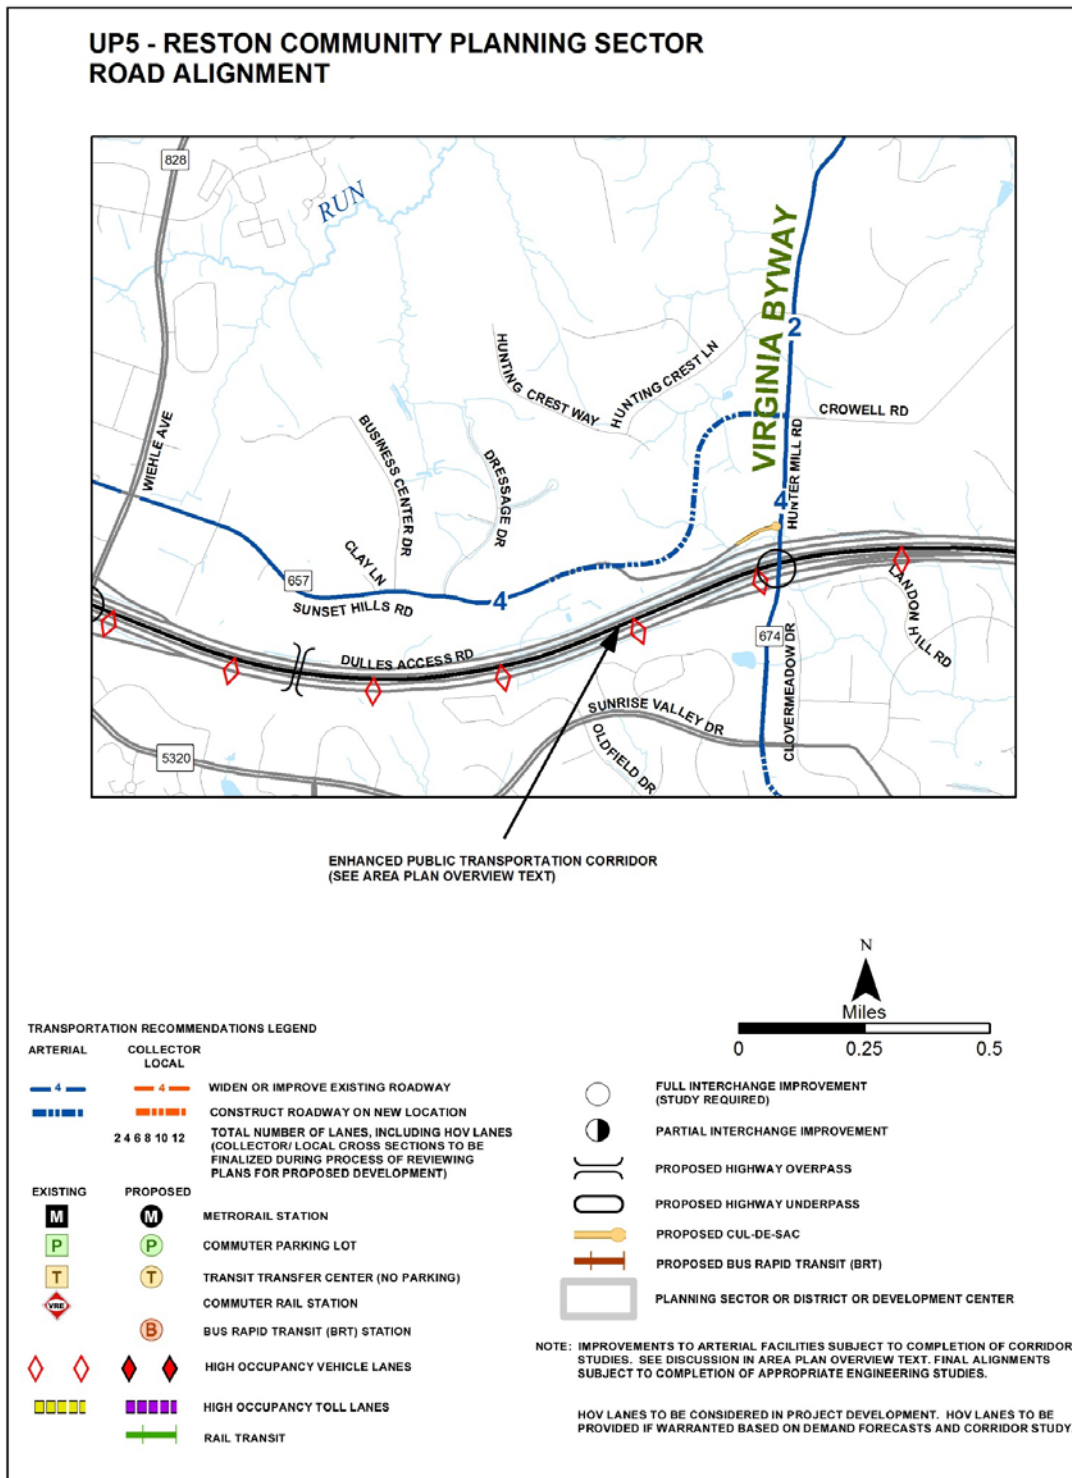 UP5 - RESTON COMMUNITY PLANNING SECTOR
ROAD ALIGNMENT
828
RUN
VIRGINIA BYWAY
2
HUNTING CREST WAY
HUNTING CREST LN
CROWELL RD
WIEHLE AVE
BUSINESS CENTER DR
DRESSAGE DR
HUNTER MILL RD
4
CLAY LN
657
SUNSET HILLS RD
4
LANDON HILL RD
674
DULLES ACCESS RD
CLOVERMEADOW DR
SUNRISE VALLEY DR
OLDFIELD DR
5320
ENHANCED PUBLIC TRANSPORTATION CORRIDOR
(SEE AREA PLAN OVERVIEW TEXT)
N
Miles
0 0.25 0.5
TRANSPORTATION RECOMMENDATIONS LEGEND
ARTERIAL COLLECTOR
LOCAL
4 4 WIDEN OR IMPROVE EXISTING ROADWAY
CONSTRUCT ROADWAY ON NEW LOCATION
2 4 6 8 10 12 TOTAL NUMBER OF LANES, INCLUDING HOV LANES
(COLLECTOR/ LOCAL CROSS SECTIONS TO BE
FINALIZED DURING PROCESS OF REVIEWING
PLANS FOR PROPOSED DEVELOPMENT)
EXISTING PROPOSED
M M METRORAIL STATION
P P COMMUTER PARKING LOT
T T TRANSIT TRANSFER CENTER (NO PARKING)
VRE COMMUTER RAIL STATION
B BUS RAPID TRANSIT (BRT) STATION
HIGH OCCUPANCY VEHICLE LANES
HIGH OCCUPANCY TOLL LANES
RAIL TRANSIT
FULL INTERCHANGE IMPROVEMENT
(STUDY REQUIRED)
PARTIAL INTERCHANGE IMPROVEMENT
PROPOSED HIGHWAY OVERPASS
PROPOSED HIGHWAY UNDERPASS
PROPOSED CUL-DE-SAC
PROPOSED BUS RAPID TRANSIT (BRT)
PLANNING SECTOR OR DISTRICT OR DEVELOPMENT CENTER
NOTE: IMPROVEMENTS TO ARTERIAL FACILITIES SUBJECT TO COMPLETION OF CORRIDOR
STUDIES. SEE DISCUSSION IN AREA PLAN OVERVIEW TEXT. FINAL ALIGNMENTS
SUBJECT TO COMPLETION OF APPROPRIATE ENGINEERING STUDIES.
HOV LANES TO BE CONSIDERED IN PROJECT DEVELOPMENT. HOV LANES TO BE
PROVIDED IF WARRANTED BASED ON DEMAND FORECASTS AND CORRIDOR STUDY.